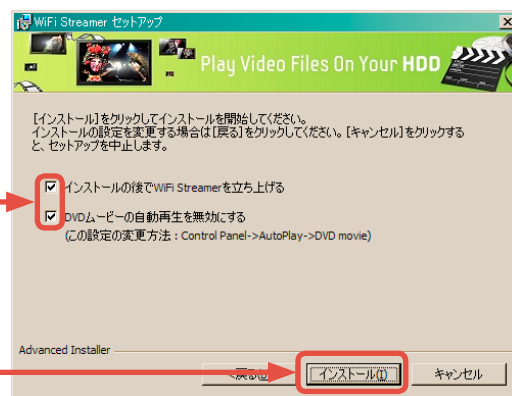 WiFi Streamer セットアップ
Play Video Files On Your HDD
[インストール]をクリックしてインストールを開始してください。
インストールの設定を変更する場合は[戻る]をクリックしてください。[キャンセル]をクリックする
と、セットアップを中止します。
インストールの後でWiFi Streamerを立ち上げる
DVDムービーの自動再生を無効にする
(この設定の変更方法：Control Panel->AutoPlay->DVD movie)
Advanced Installer
<戻る(B) インストール(I) キャンセル